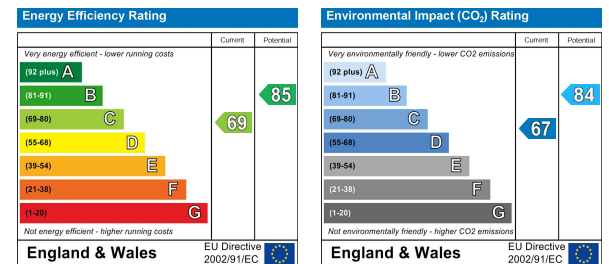 Energy Efficiency Rating
Current Potential
Very energy efficient - lower running costs
(92 plus) A
(81-91) B
85
(69-80) C
69
(55-68) D
(39-54) E
(21-38) F
(1-20) G
Not energy efficient - higher running costs
England & Wales
EU Directive
2002/91/EC
Environmental Impact (CO₂) Rating
Current Potential
Very environmentally friendly - lower CO2 emissions
(92 plus) A
(81-91) B
84
(69-80) C
(55-68) D
67
(39-54) E
(21-38) F
(1-20) G
Not environmentally friendly - higher CO2 emissions
England & Wales
EU Directive
2002/91/EC